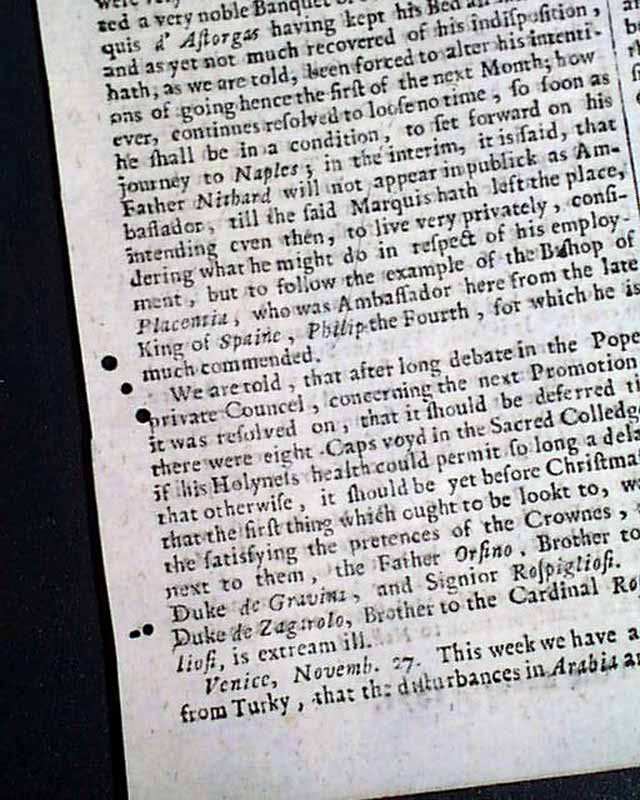 were very
ted a very noble Banquet
quis d' Aſtorgas having kept his Bed
and as yet not much recovered of his indiſpoſition,
hath, as we are told, been forced to alter his intenti-
ons of going hence the firſt of the next Month; how
ever, continues reſolved to looſe no time, ſo ſoon as
he ſhall be in a condition, to ſet forward on his
journey to Naples; in the interim, it is ſaid, that
Father Nithard will not appear in publick as Am-
baſſador, till the ſaid Marquis hath left the place,
intending even then, to live very privately, conſi-
dering what he might do in reſpect of his employ-
ment, but to follow the example of the Biſhop of
Placentia, who was Ambaſſador here from the late
King of Spaine, Philip the Fourth, for which he is
much commended.
We are told, that after long debate in the Pope
private Councel, concerning the next Promotion
it was reſolved on, that it ſhould be deferred
there were eight Caps voyd in the Sacred Colledg
if his Holyneſs health could permit ſo long a
that otherwiſe, it ſhould be yet before Chriſtma
that the firſt thing which ought to be lookt to,
the ſatisfying the pretences of the Crownes,
next to them, the Father Orſino, Brother to
Duke de Gravina, and Signior Roſpiglioſi.
Duke de Zagarolo, Brother to the Cardinal Roſ
lioſi, is extream ill.
Venice, Novemb. 27. This week we have
from Turky, that the diſturbances in Arabia